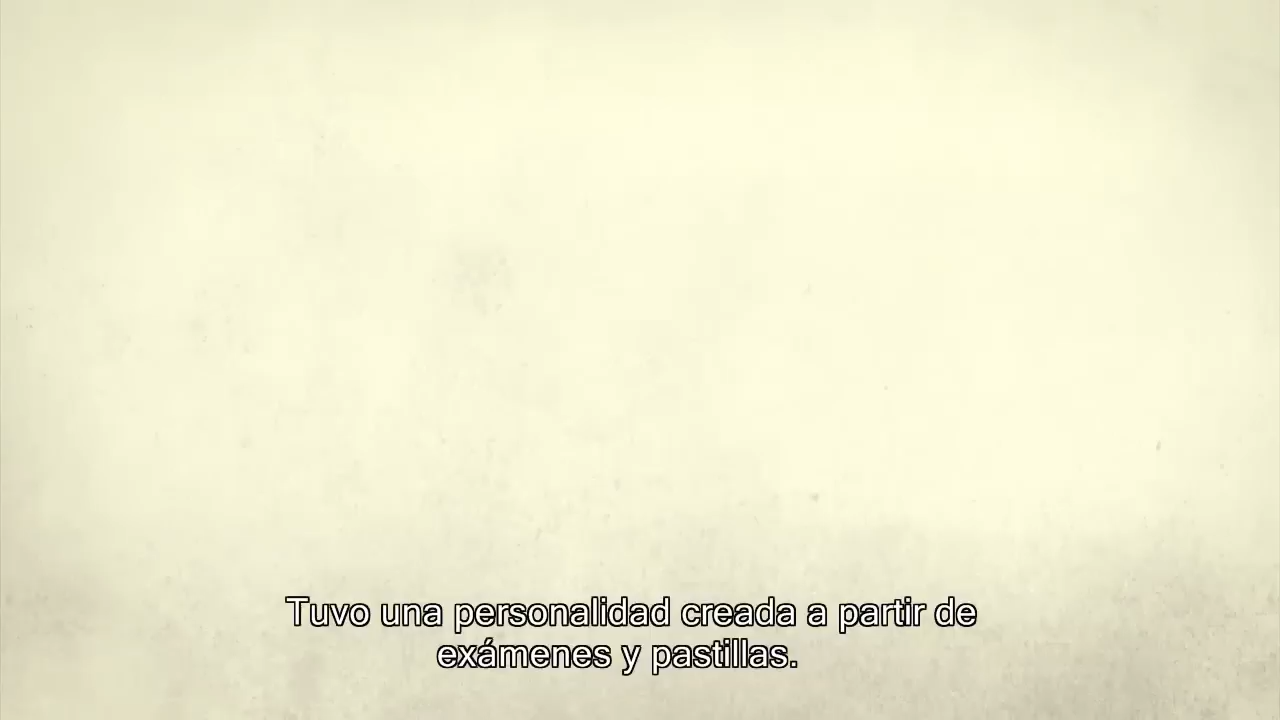 Tuvo una personalidad creada a partir de
exámenes y pastillas.